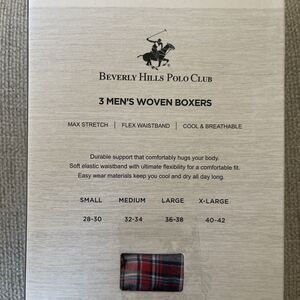 BEVERLY HILLS POLO CLUB
3 MEN'S WOVEN BOXERS
MAX STRETCH | FLEX WAISTBAND | COOL & BREATHABLE
Durable support that comfortably hugs your body.
Soft elastic waistband with ultimate flexibility for a comfortable fit.
Easy wear materials keep you cool and dry all day long.
SMALL MEDIUM LARGE X-LARGE
28-30 32-34 36-38 40-42